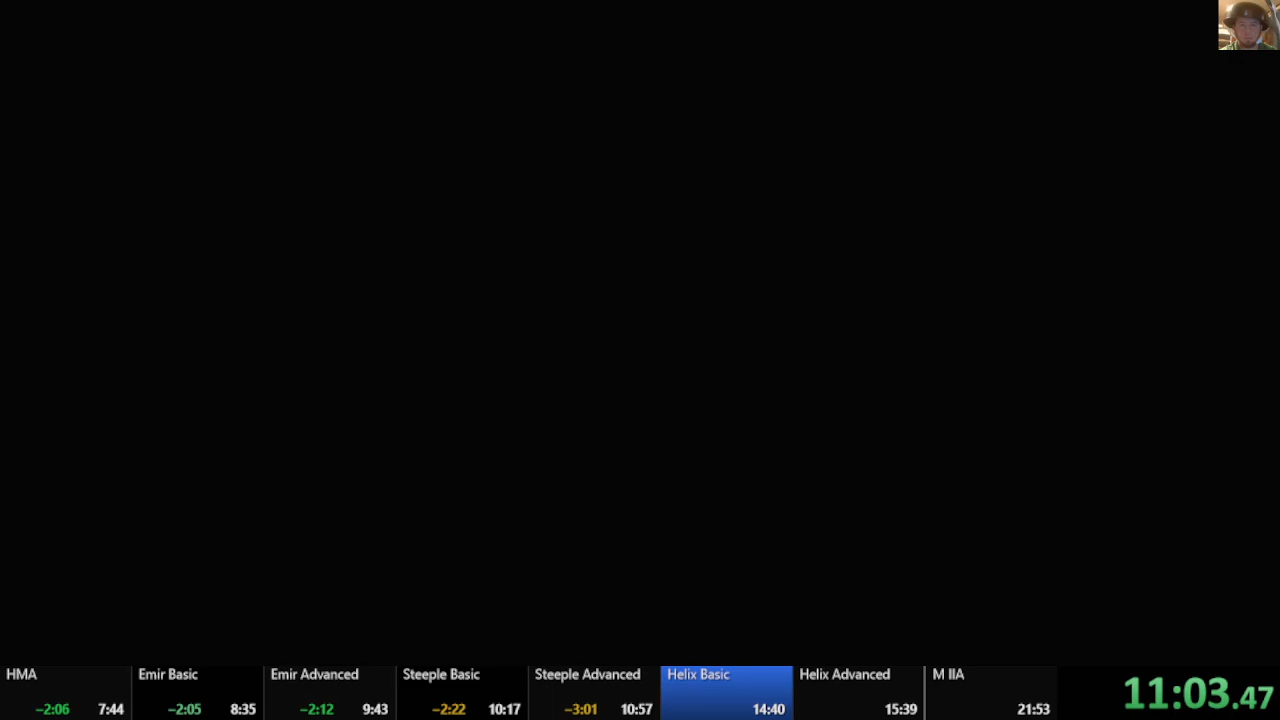 HMA
−2:06 7:44
Emir Basic
−2:05 8:35
Emir Advanced
−2:12 9:43
Steeple Basic
−2:22 10:17
Steeple Advanced
−3:01 10:57
Helix Basic
14:40
Helix Advanced
15:39
M IIA
21:53
11:03.47